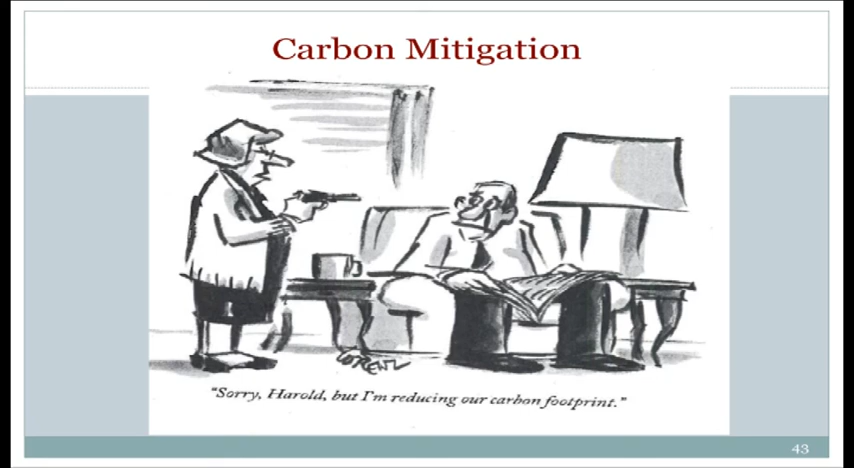 Carbon Mitigation
LORENZ
"Sorry, Harold, but I'm reducing our carbon footprint."
43